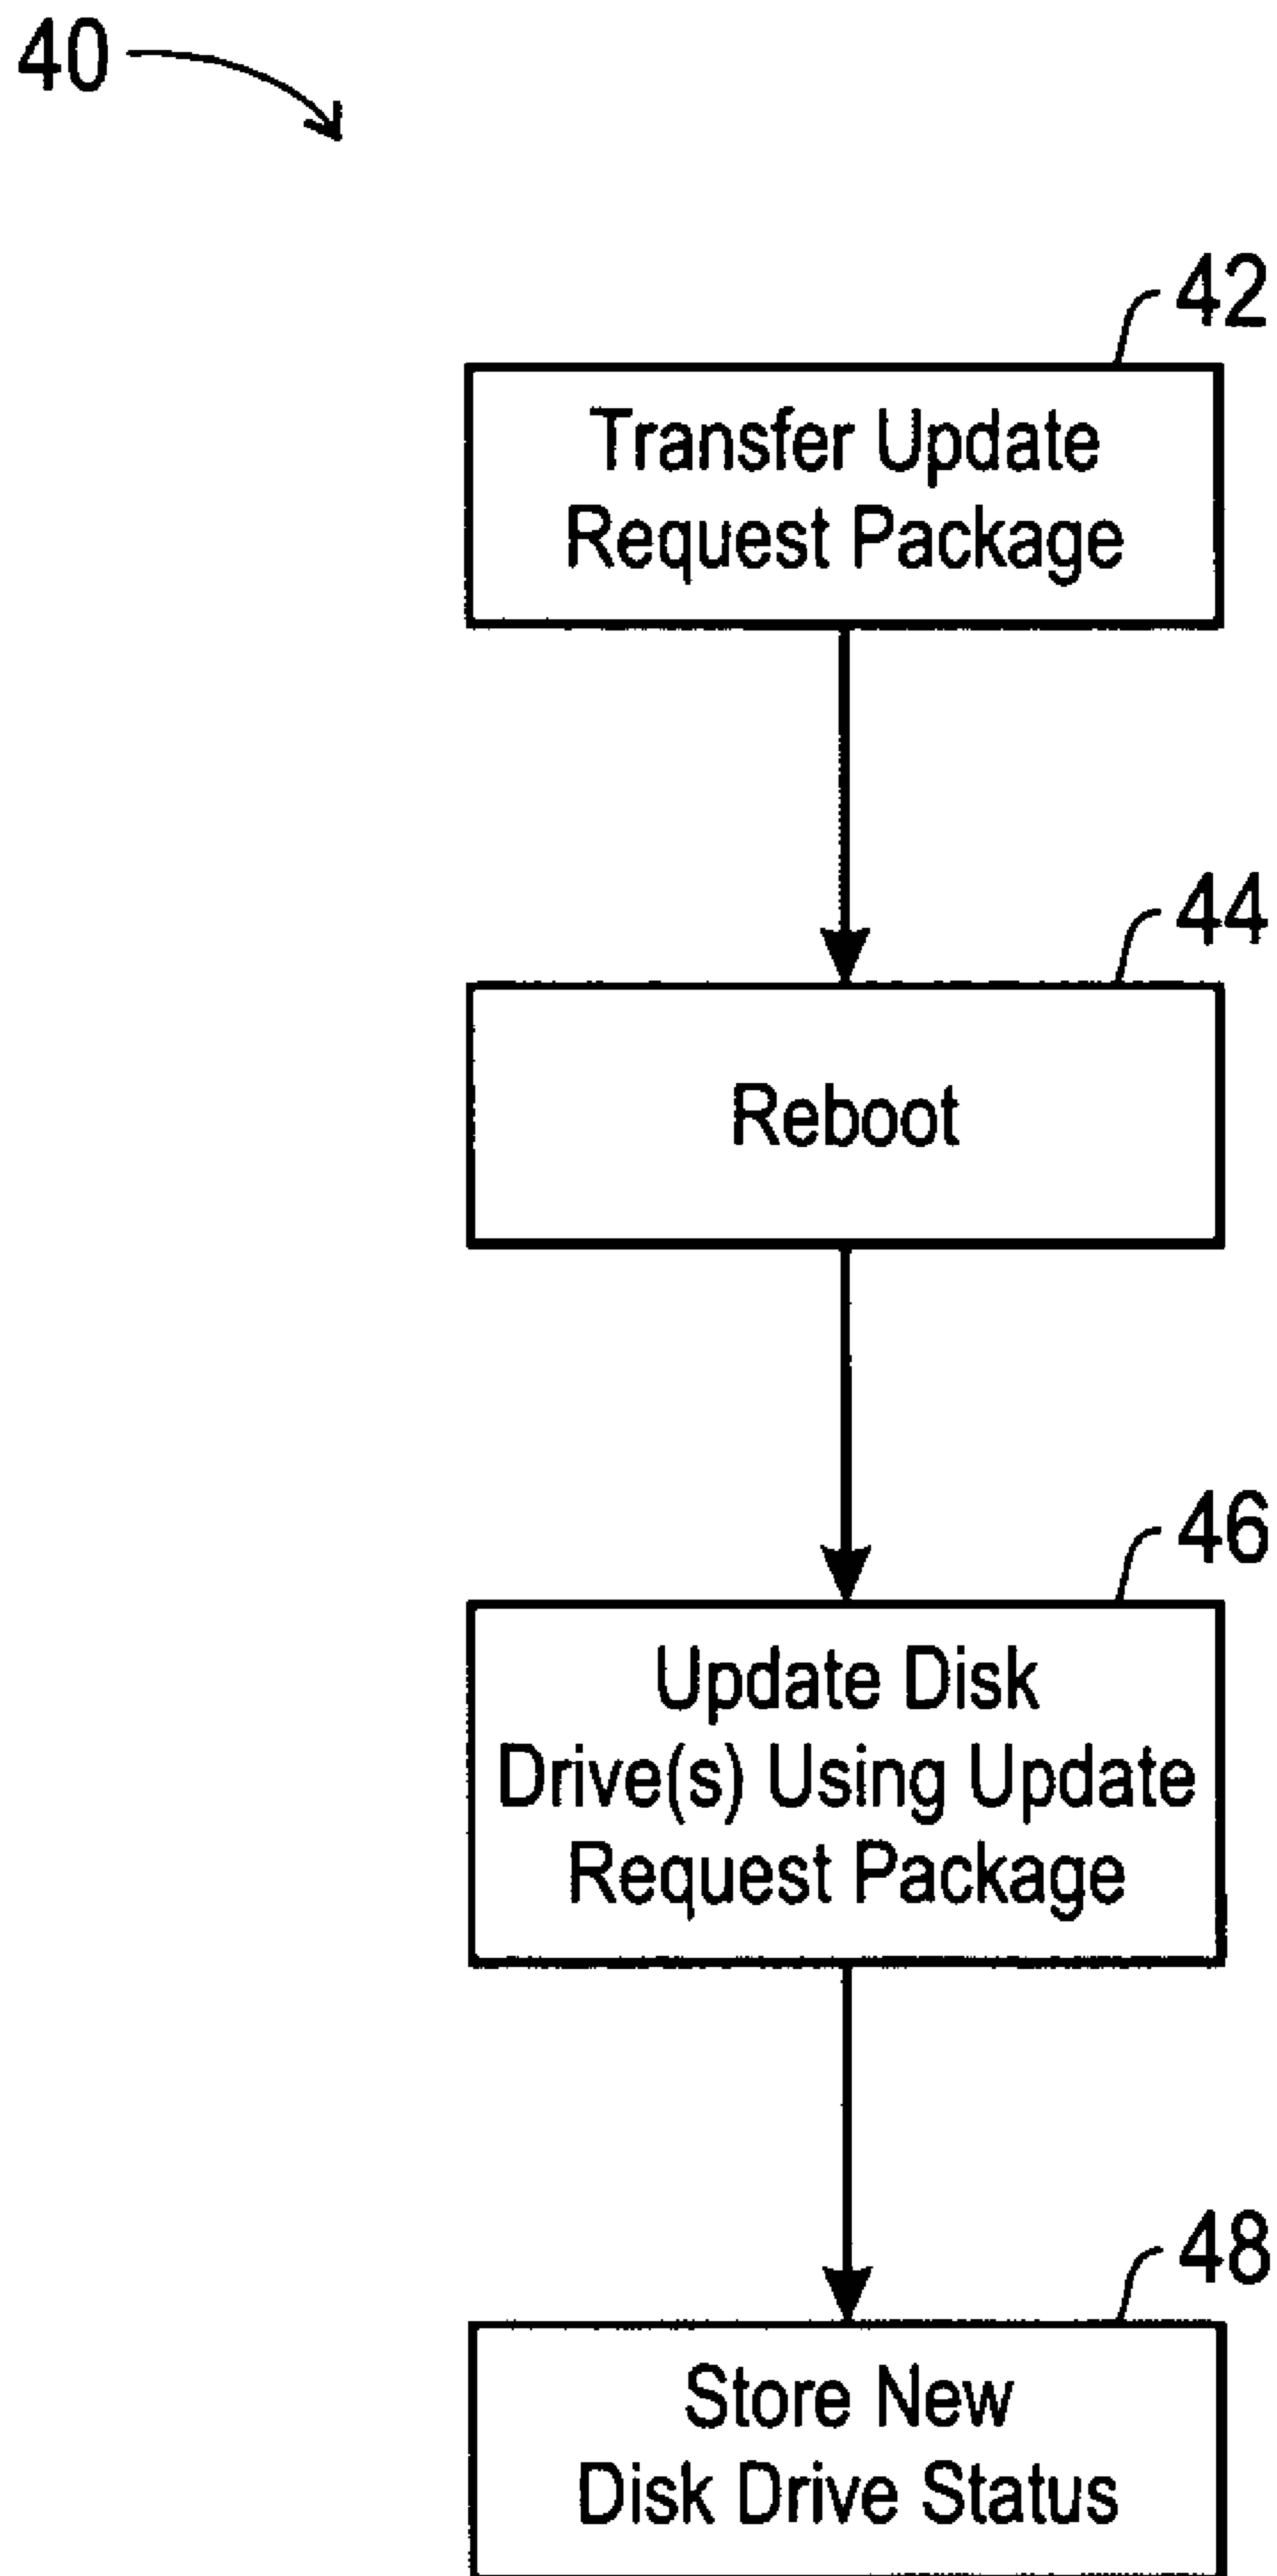 40
42
Transfer Update
Request Package
44
Reboot
46
Update Disk
Drive(s) Using Update
Request Package
48
Store New
Disk Drive Status